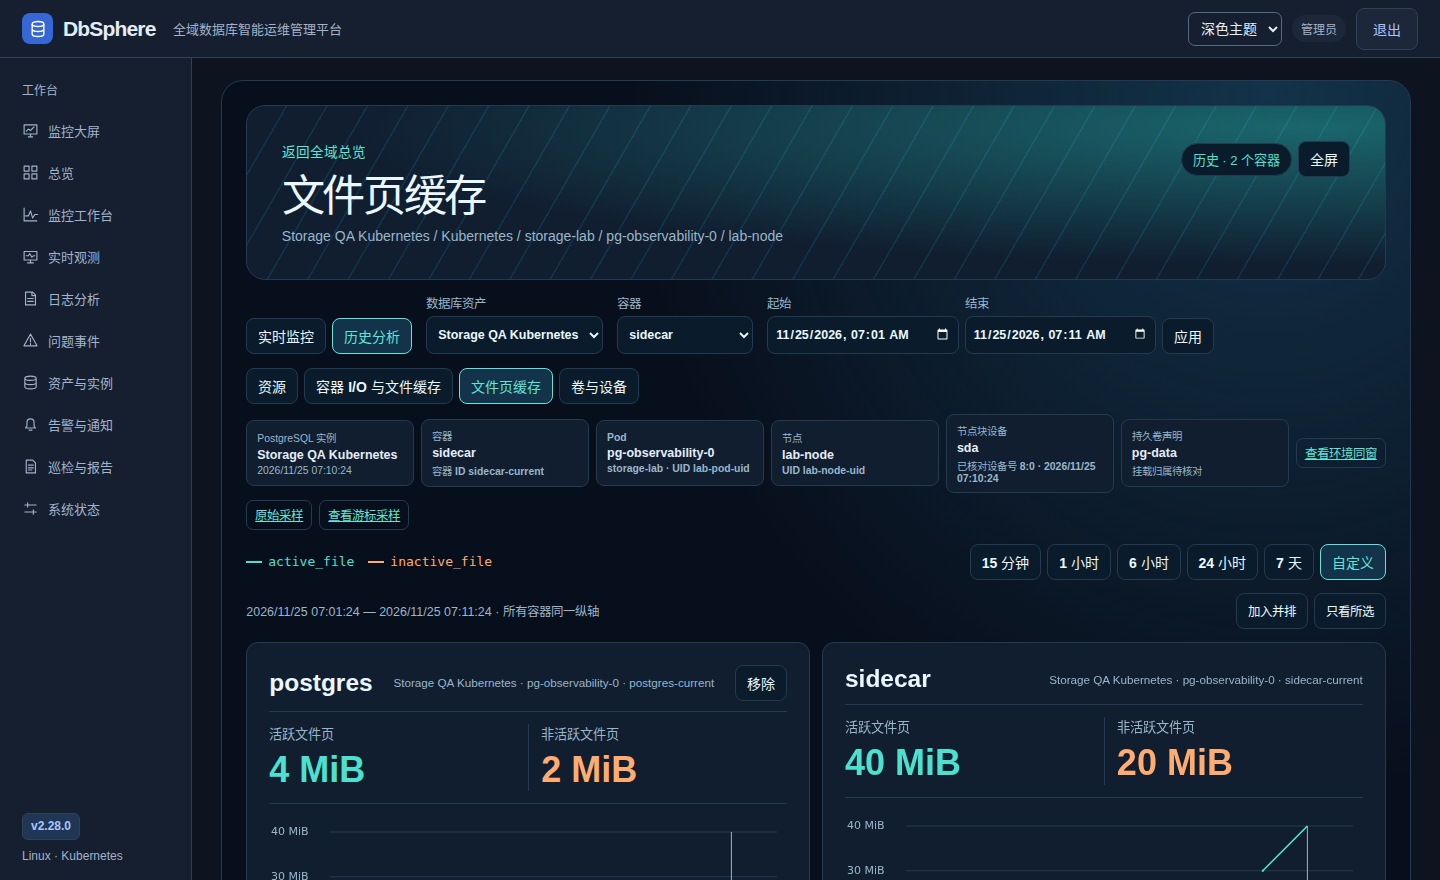 DbSphere 全域数据库智能运维管理平台 深色主题 管理员 退出
工作台
监控大屏
总览
监控工作台
实时观测
日志分析
问题事件
资产与实例
告警与通知
巡检与报告
系统状态
v2.28.0
Linux · Kubernetes
返回全域总览
历史 · 2 个容器 全屏
文件页缓存
Storage QA Kubernetes / Kubernetes / storage-lab / pg-observability-0 / lab-node
数据库资产 容器 起始 结束
实时监控 历史分析 Storage QA Kubernetes sidecar 11/25/2026, 07:01 AM 11/25/2026, 07:11 AM 应用
资源 容器 I/O 与文件缓存 文件页缓存 卷与设备
PostgreSQL 实例
Storage QA Kubernetes
2026/11/25 07:10:24
容器
sidecar
容器 ID sidecar-current
Pod
pg-observability-0
storage-lab · UID lab-pod-uid
节点
lab-node
UID lab-node-uid
节点块设备
sda
已核对设备号 8:0 · 2026/11/25
07:10:24
持久卷声明
pg-data
挂载归属待核对
查看环境同窗
原始采样 查看游标采样
active_file inactive_file
15 分钟 1 小时 6 小时 24 小时 7 天 自定义
2026/11/25 07:01:24 — 2026/11/25 07:11:24 · 所有容器同一纵轴
加入并排 只看所选
postgres Storage QA Kubernetes · pg-observability-0 · postgres-current 移除
活跃文件页 非活跃文件页
4 MiB 2 MiB
40 MiB
30 MiB
sidecar Storage QA Kubernetes · pg-observability-0 · sidecar-current
活跃文件页 非活跃文件页
40 MiB 20 MiB
40 MiB
30 MiB